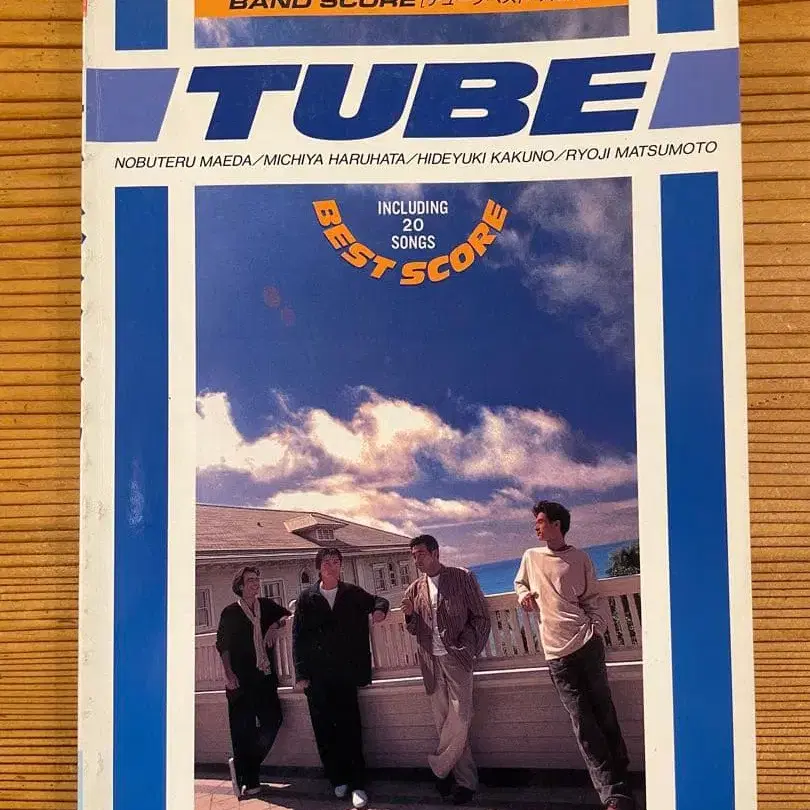 BAND SCORE
TUBE
NOBUTERU MAEDA/MICHIYA HARUHATA/HIDEYUKI KAKUNO/RYOJI MATSUMOTO
INCLUDING
20
SONGS
BEST SCORE